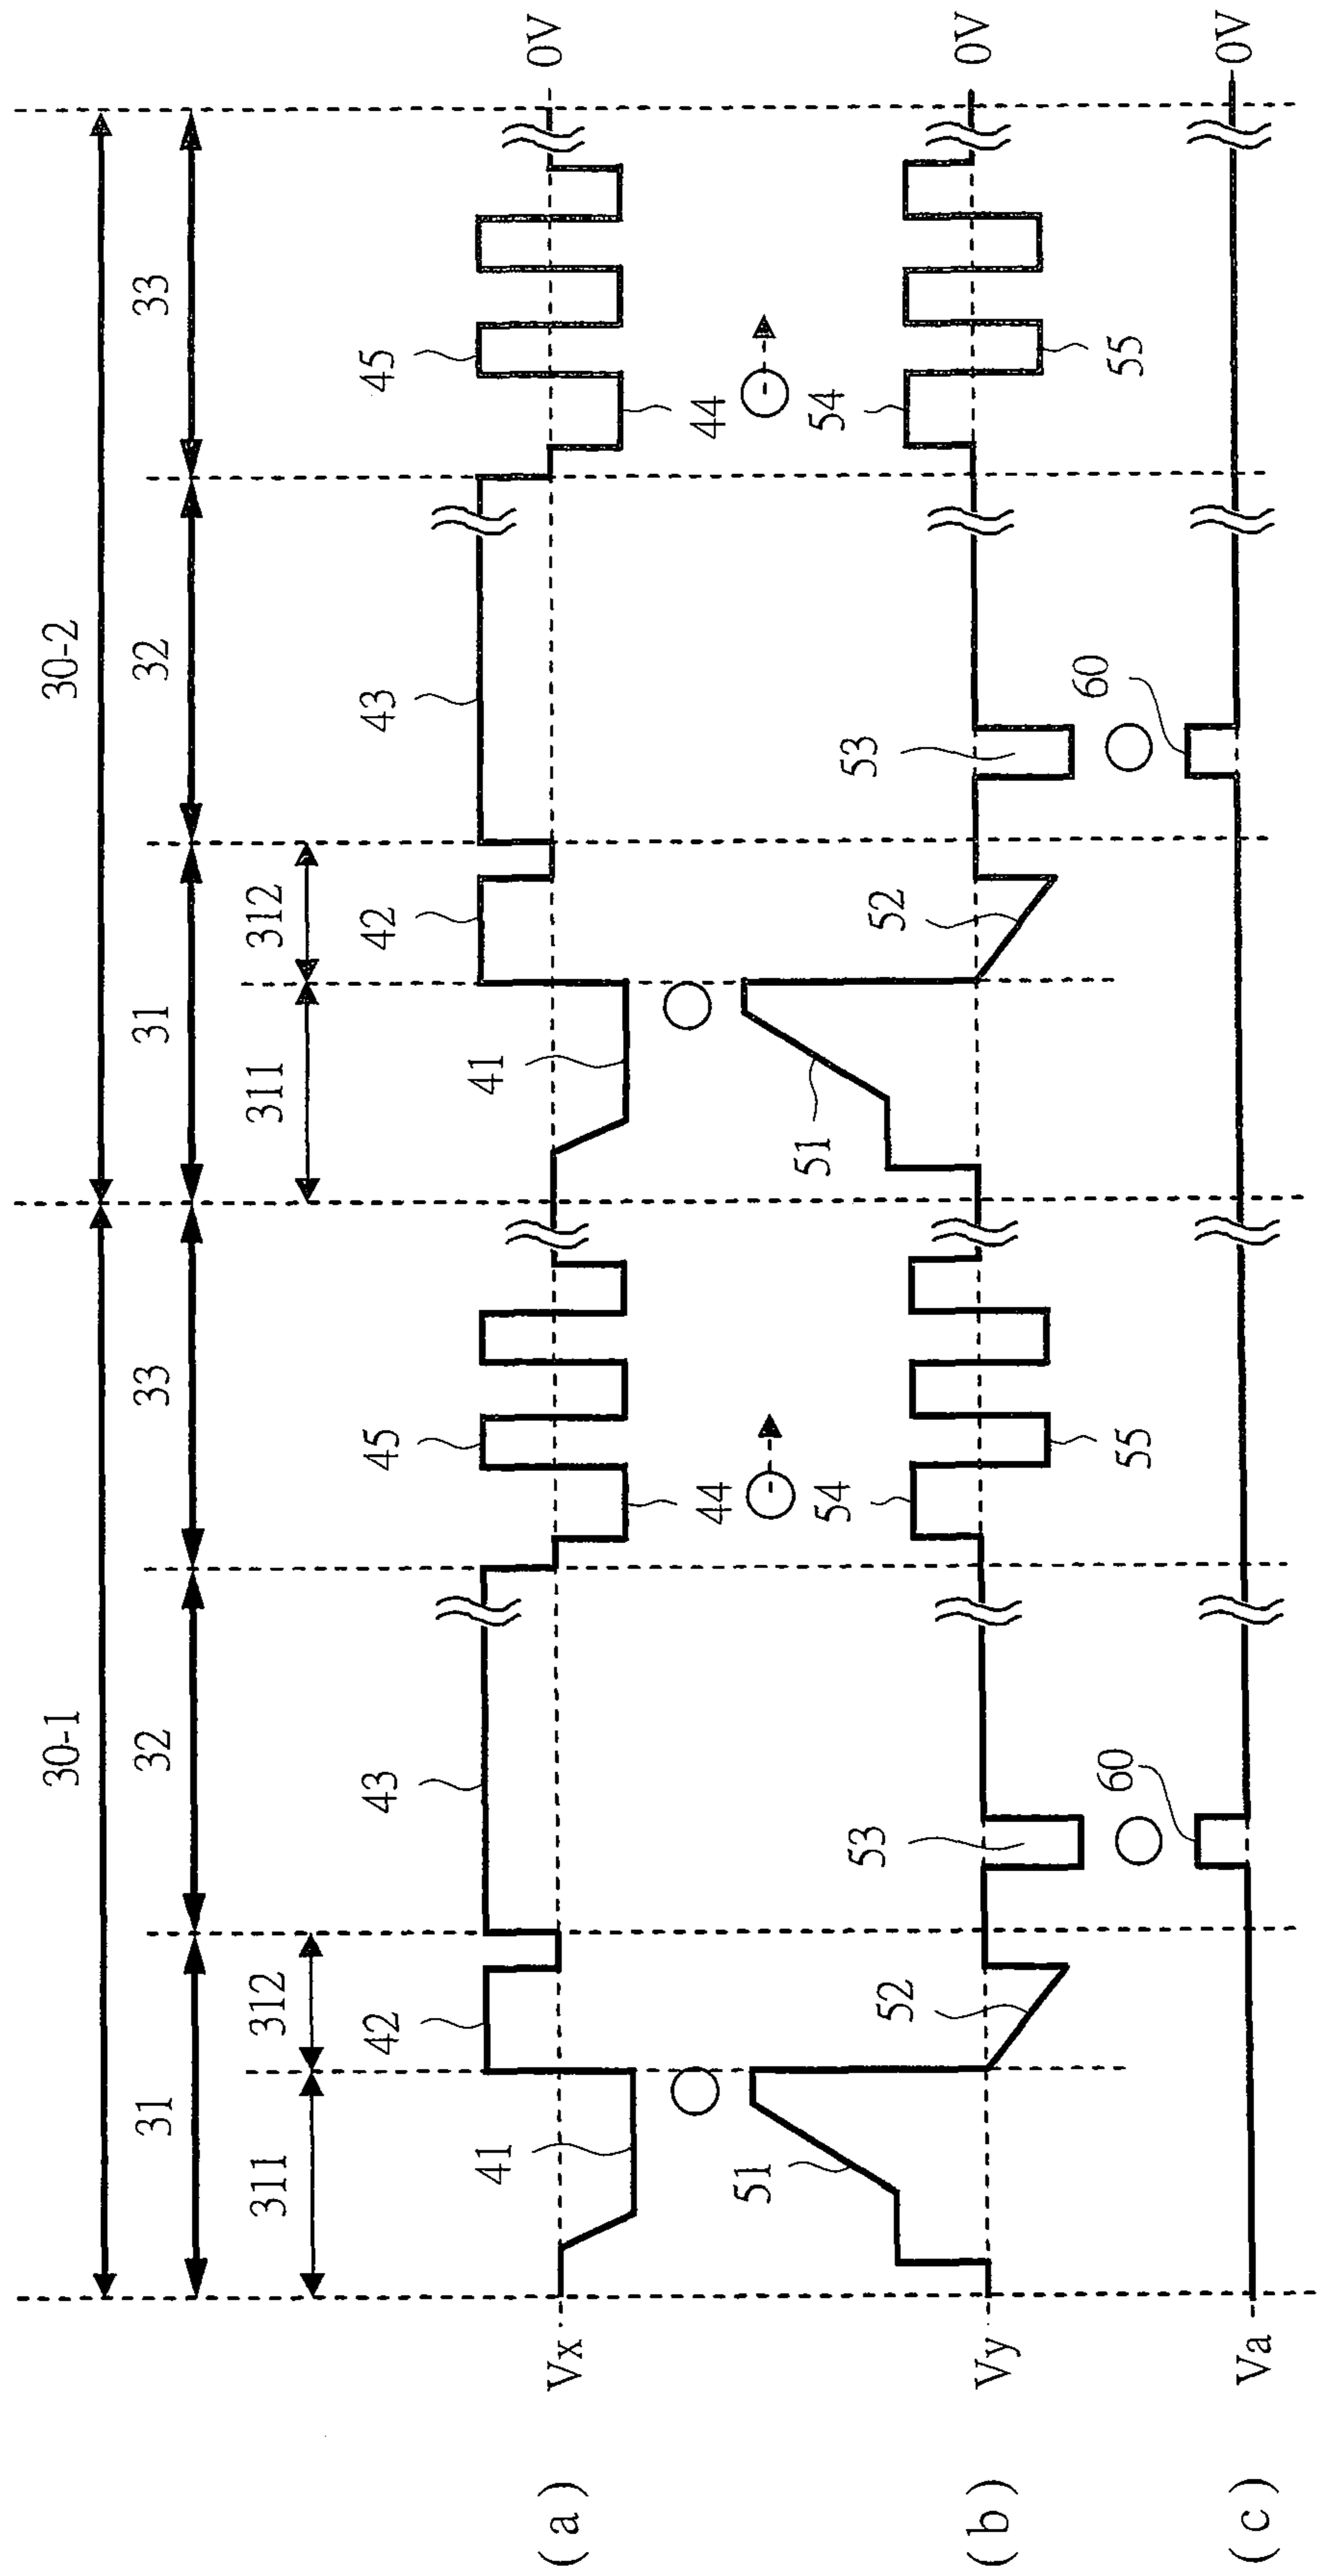 30-1 30-2
31 32 33 31 32 33
311 312 311 312
(a) Vx 41 42 43 44 45 41 42 43 44 45 0V
(b) Vy 51 52 53 54 55 51 52 53 54 55 0V
(c) Va 60 60 0V